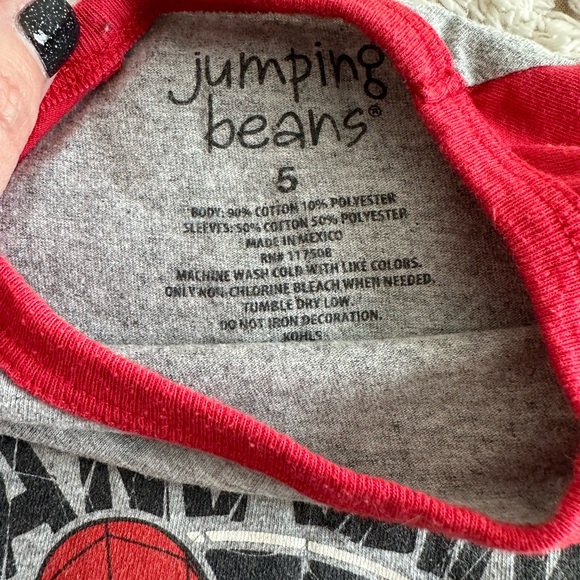 jumping
beans®
5
BODY: 90% COTTON 10% POLYESTER
SLEEVES: 50% COTTON 50% POLYESTER
MADE IN MEXICO
RN# 117508
MACHINE WASH COLD WITH LIKE COLORS.
ONLY NON-CHLORINE BLEACH WHEN NEEDED.
TUMBLE DRY LOW.
DO NOT IRON DECORATION.
KOHLS